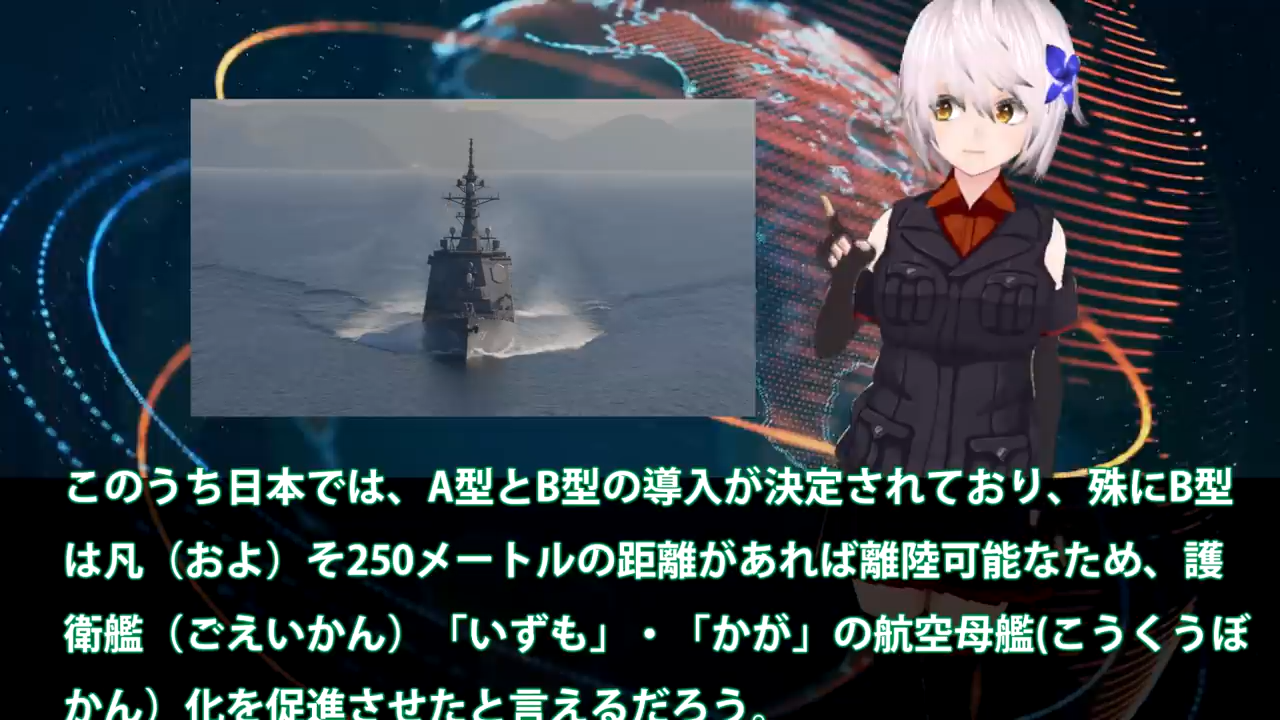 このうち日本では、A型とB型の導入が決定されており、殊にB型
は凡（およ）そ250メートルの距離があれば離陸可能なため、護
衛艦（ごえいかん）「いずも」・「かが」の航空母艦(こうくうぼ
かん）化を促進させたと言えるだろう。